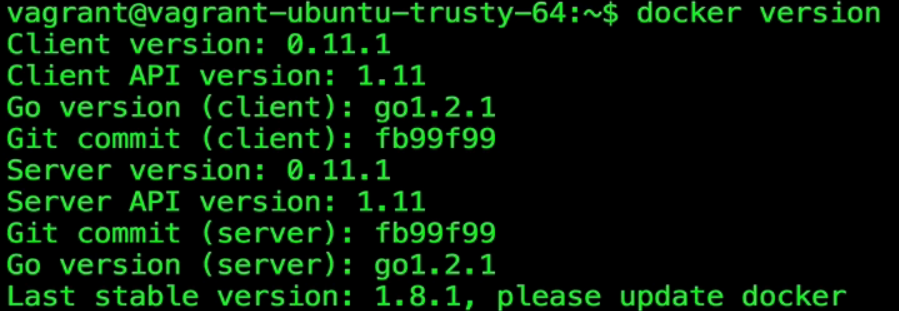 vagrant@vagrant-ubuntu-trusty-64:~$ docker version
Client version: 0.11.1
Client API version: 1.11
Go version (client): go1.2.1
Git commit (client): fb99f99
Server version: 0.11.1
Server API version: 1.11
Git commit (server): fb99f99
Go version (server): go1.2.1
Last stable version: 1.8.1, please update docker